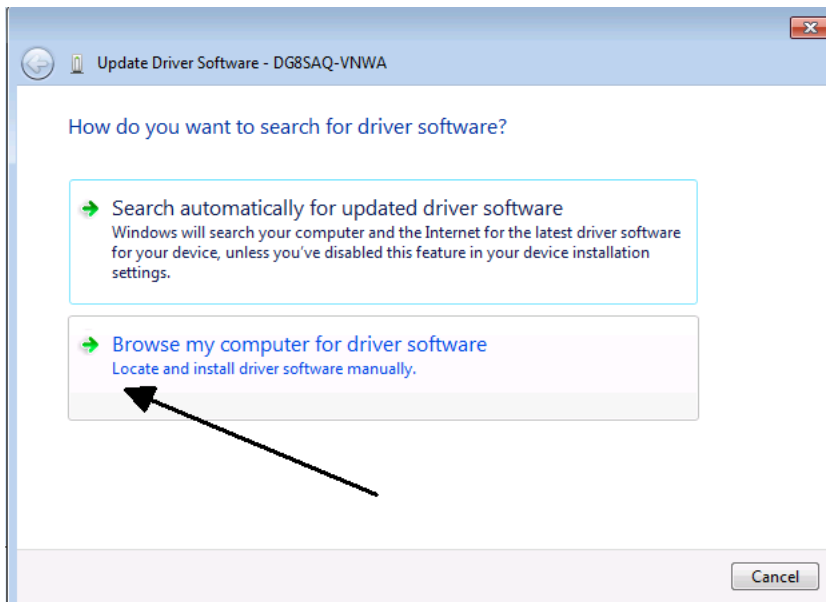 Update Driver Software - DG8SAQ-VNWA
How do you want to search for driver software?
Search automatically for updated driver software
Windows will search your computer and the Internet for the latest driver software
for your device, unless you've disabled this feature in your device installation
settings.
Browse my computer for driver software
Locate and install driver software manually.
Cancel